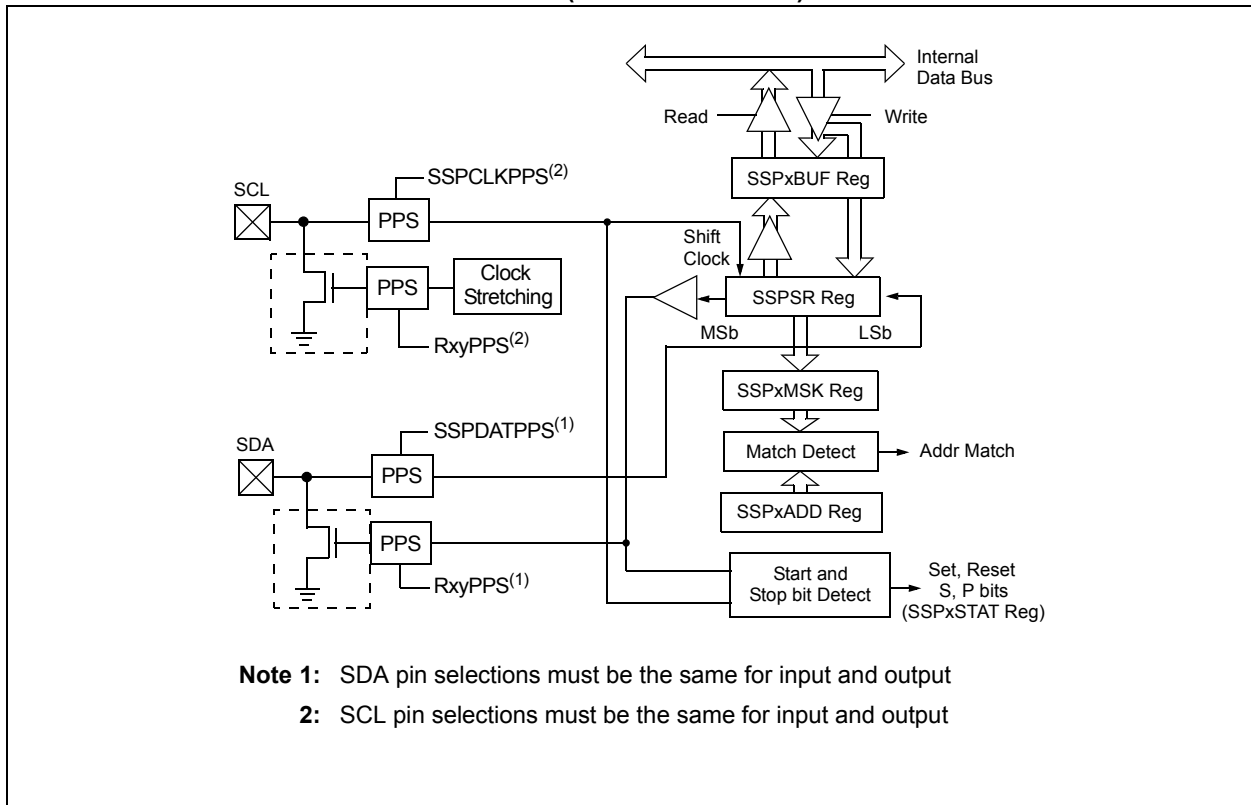 Internal
Data Bus
Read
Write
SSPxBUF Reg
SSPCLKPPS(2)
SCL
PPS
Shift
Clock
PPS
Clock
Stretching
SSPSR Reg
MSb
LSb
RxyPPS(2)
SSPxMSK Reg
SSPDATPPS(1)
SDA
PPS
Match Detect
Addr Match
SSPxADD Reg
PPS
RxyPPS(1)
Start and
Stop bit Detect
Set, Reset
S, P bits
(SSPxSTAT Reg)
Note 1: SDA pin selections must be the same for input and output
2: SCL pin selections must be the same for input and output